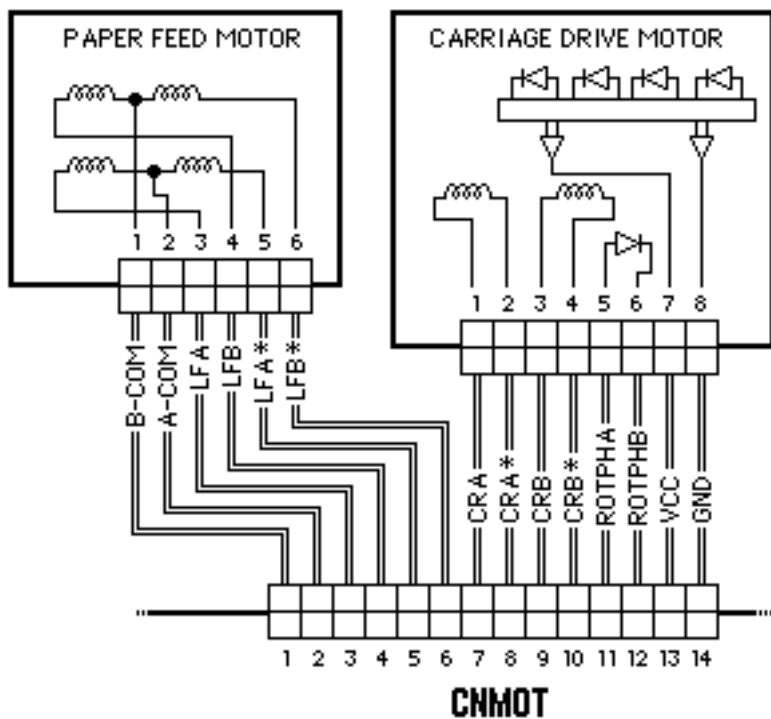 PAPER FEED MOTOR
1 2 3 4 5 6
B-COM
A-COM
LFA
LFB
LFA*
LFB*
CARRIAGE DRIVE MOTOR
1 2 3 4 5 6 7 8
CRA
CRA*
CRB
CRB*
ROTPHA
ROTPHB
VCC
GND
1 2 3 4 5 6 7 8 9 10 11 12 13 14
CNMOT